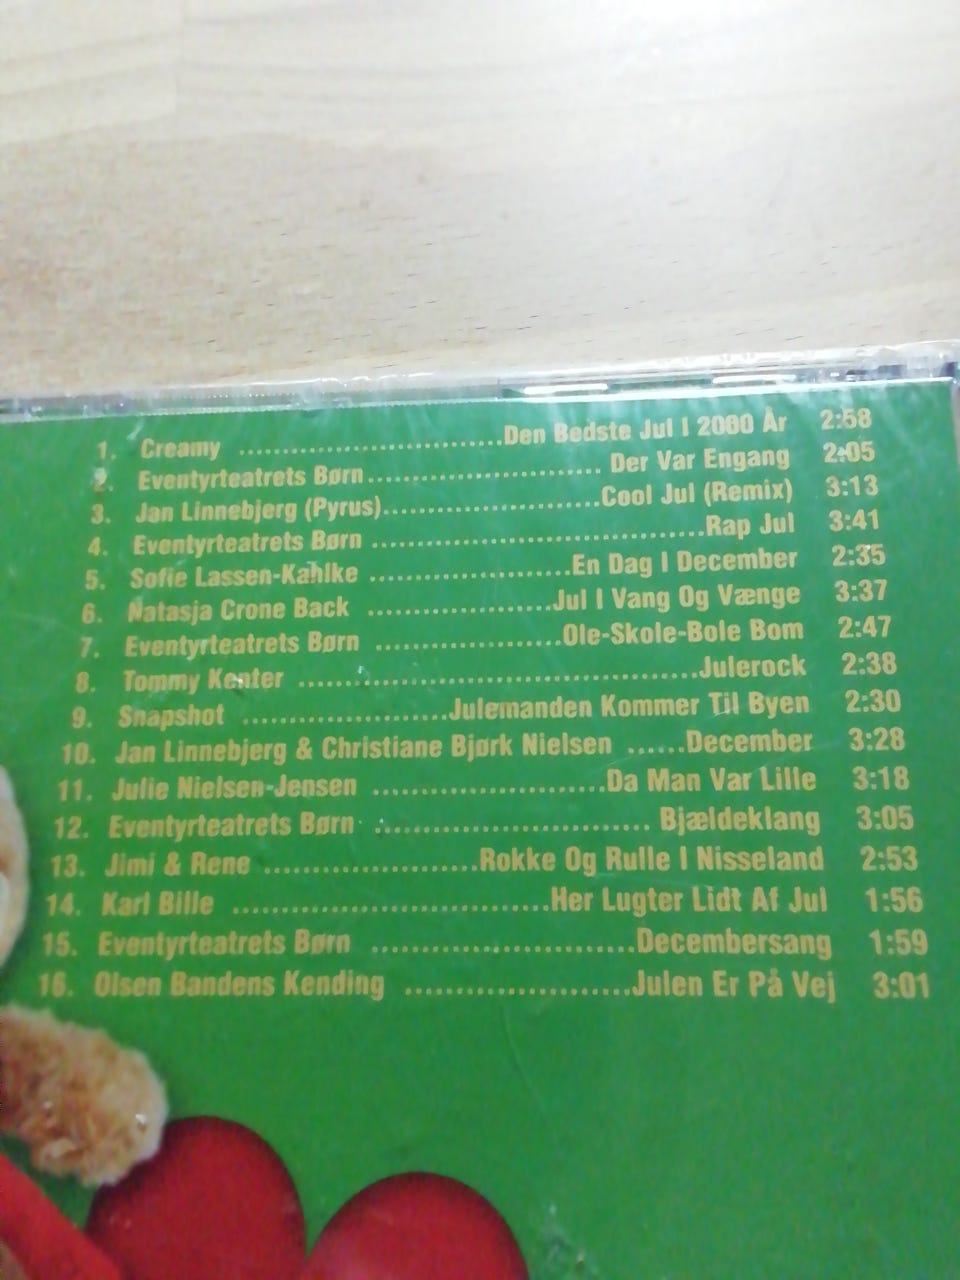 1. Creamy ..............................Den Bedste Jul I 2000 År 2:58
2. Eventyrteatrets Børn........................... Der Var Engang 2:05
3. Jan Linnebjerg (Pyrus).........................Cool Jul (Remix) 3:13
4. Eventyrteatrets Børn ......................................Rap Jul 3:41
5. Sofie Lassen-Kahlke .......................En Dag I December 2:35
6. Natasja Crone Back .....................Jul I Vang Og Vænge 3:37
7. Eventyrteatrets Børn .....................Ole-Skole-Bole Bom 2:47
8. Tommy Kenter .............................................Julerock 2:38
9. Snapshot .......................Julemanden Kommer Til Byen 2:30
10. Jan Linnebjerg & Christiane Bjørk Nielsen ......December 3:28
11. Julie Nielsen-Jensen ..........................Da Man Var Lille 3:18
12. Eventyrteatrets Børn ............................... Bjældeklang 3:05
13. Jimi & Rene ........................Rokke Og Rulle I Nisseland 2:53
14. Karl Bille ...................................Her Lugter Lidt Af Jul 1:56
15. Eventyrteatrets Børn .............................Decembersang 1:59
16. Olsen Bandens Kending .........................Julen Er På Vej 3:01